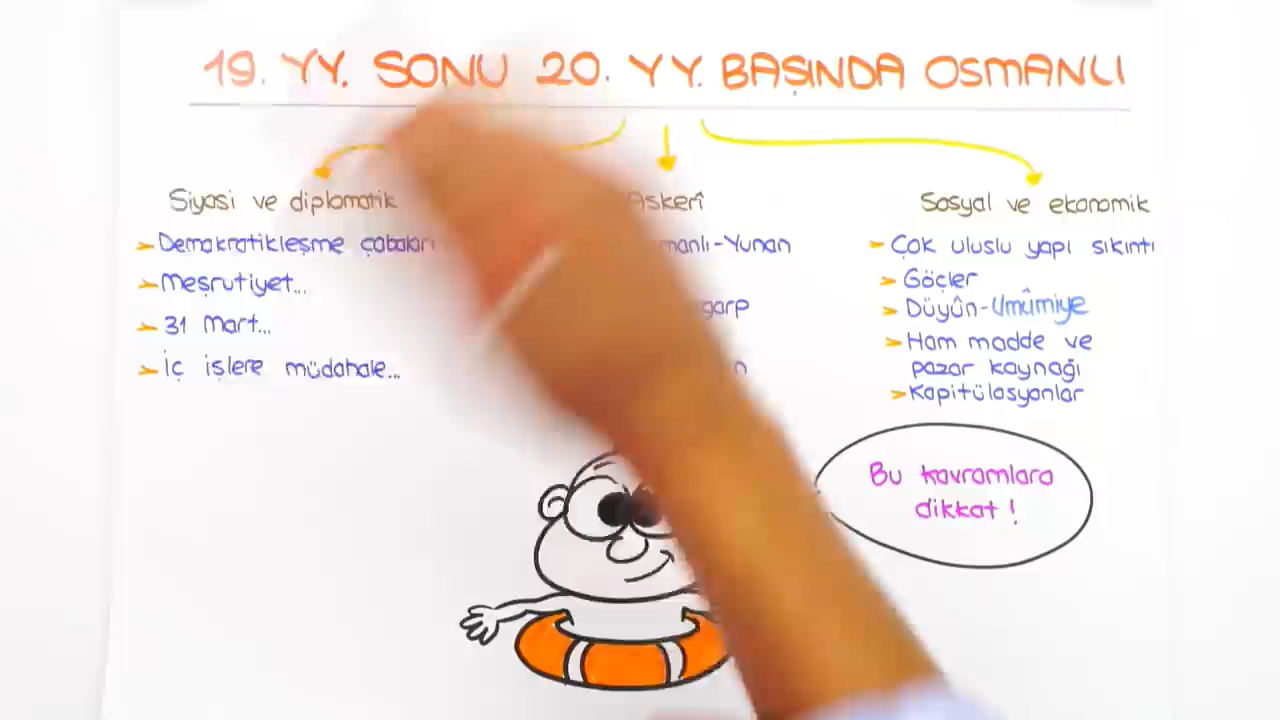 19. YY. SONU 20. YY. BAŞINDA OSMANLI
Siyasi ve diplomatik
➤Demokratikleşme çabaları
➤Meşrutiyet...
➤31 Mart...
➤İç işlere müdahale...
Askerî
Sosyal ve ekonomik
➤Çok uluslu yapı sıkıntı
➤Göçler
➤Düyûn-Umûmiye
➤Ham madde ve
pazar kaynağı
➤Kapitülasyonlar
Bu kavramlara
dikkat!